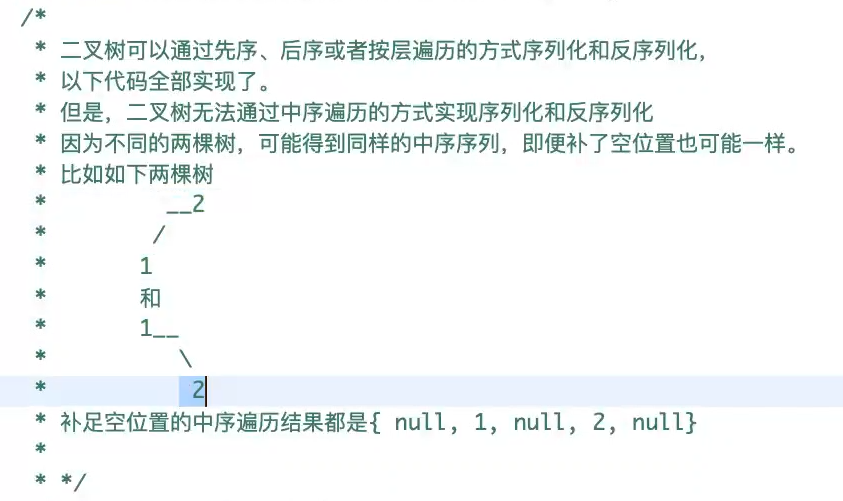 /*
* 二叉树可以通过先序、后序或者按层遍历的方式序列化和反序列化，
* 以下代码全部实现了。
* 但是，二叉树无法通过中序遍历的方式实现序列化和反序列化
* 因为不同的两棵树，可能得到同样的中序序列，即便补了空位置也可能一样。
* 比如如下两棵树
*         __2
*        /
*       1
*       和
*       1__
*          \
*           2
* 补足空位置的中序遍历结果都是{ null, 1, null, 2, null}
*
* */